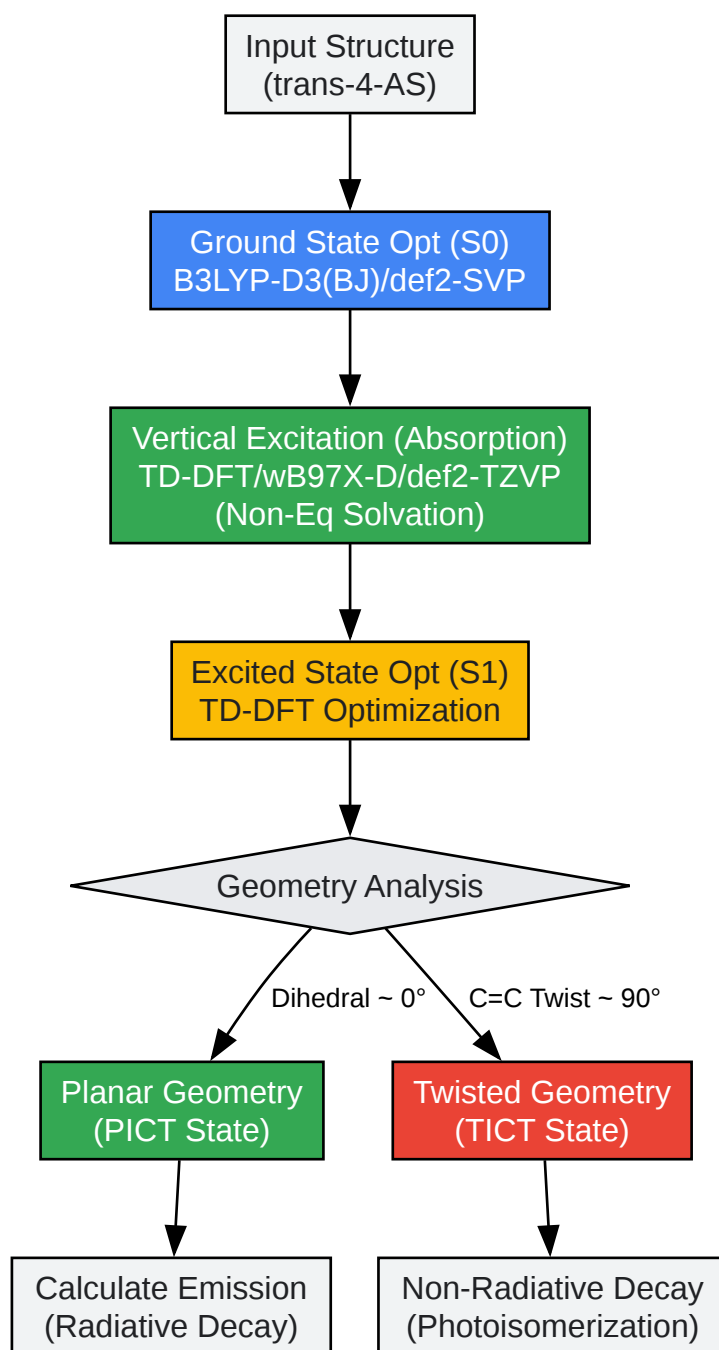 Input Structure
(trans-4-AS)
Ground State Opt (S0)
B3LYP-D3(BJ)/def2-SVP
Vertical Excitation (Absorption)
TD-DFT/wB97X-D/def2-TZVP
(Non-Eq Solvation)
Excited State Opt (S1)
TD-DFT Optimization
Geometry Analysis
Dihedral ~ 0°
C=C Twist ~ 90°
Planar Geometry
(PICT State)
Twisted Geometry
(TICT State)
Calculate Emission
(Radiative Decay)
Non-Radiative Decay
(Photoisomerization)